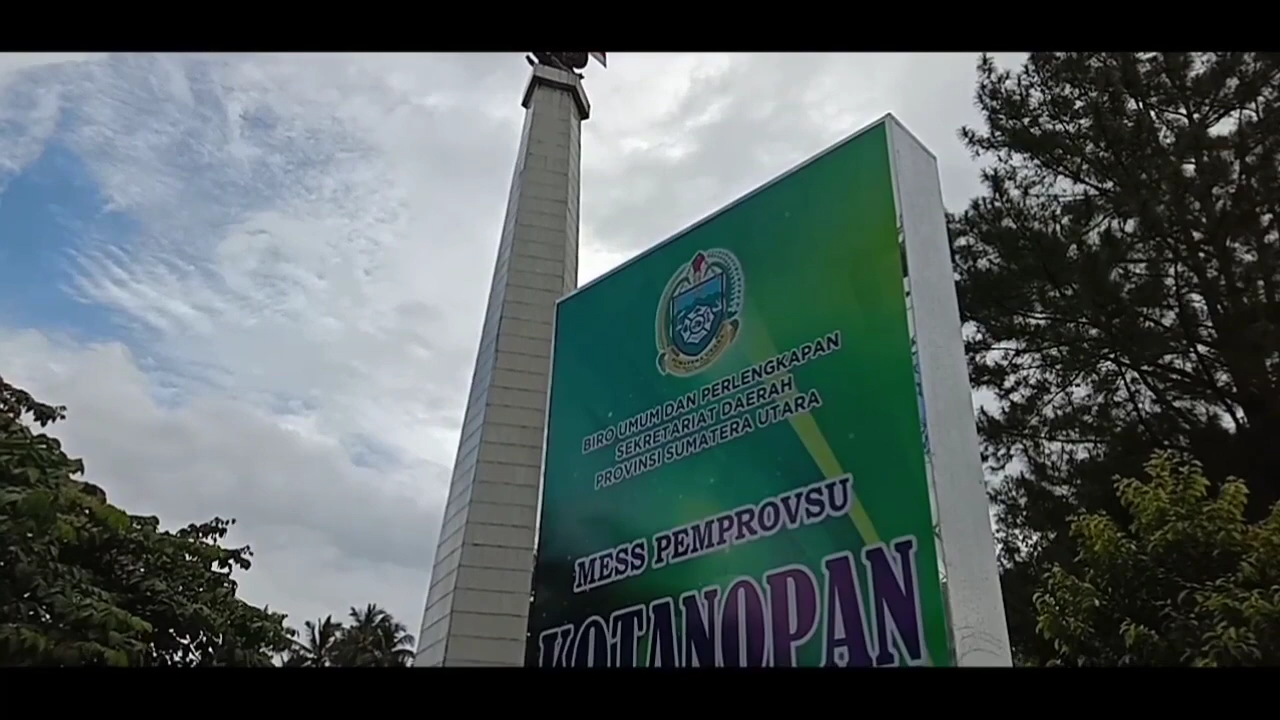 BIRO UMUM DAN PERLENGKAPAN
SEKRETARIAT DAERAH
PROVINSI SUMATERA UTARA
MESS PEMPROVSU
KOTANOPAN